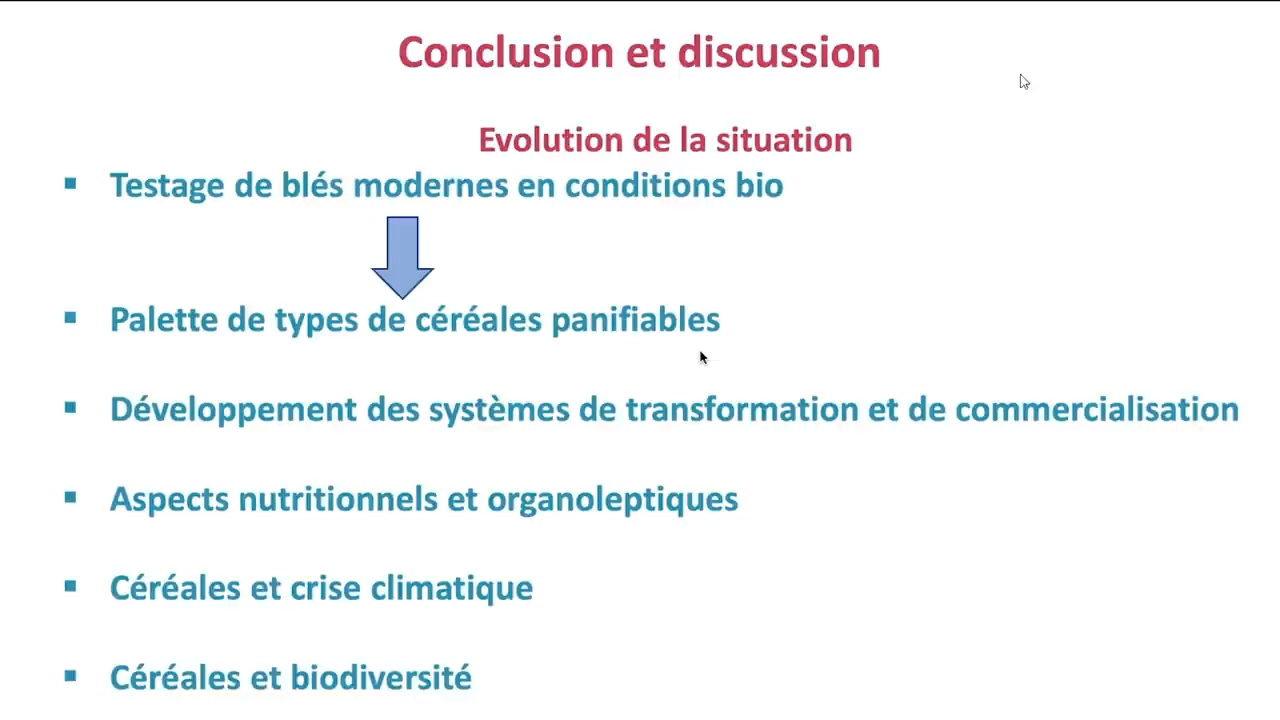 Conclusion et discussion
Evolution de la situation
Testage de blés modernes en conditions bio
Palette de types de céréales panifiables
Développement des systèmes de transformation et de commercialisation
Aspects nutritionnels et organoleptiques
Céréales et crise climatique
Céréales et biodiversité